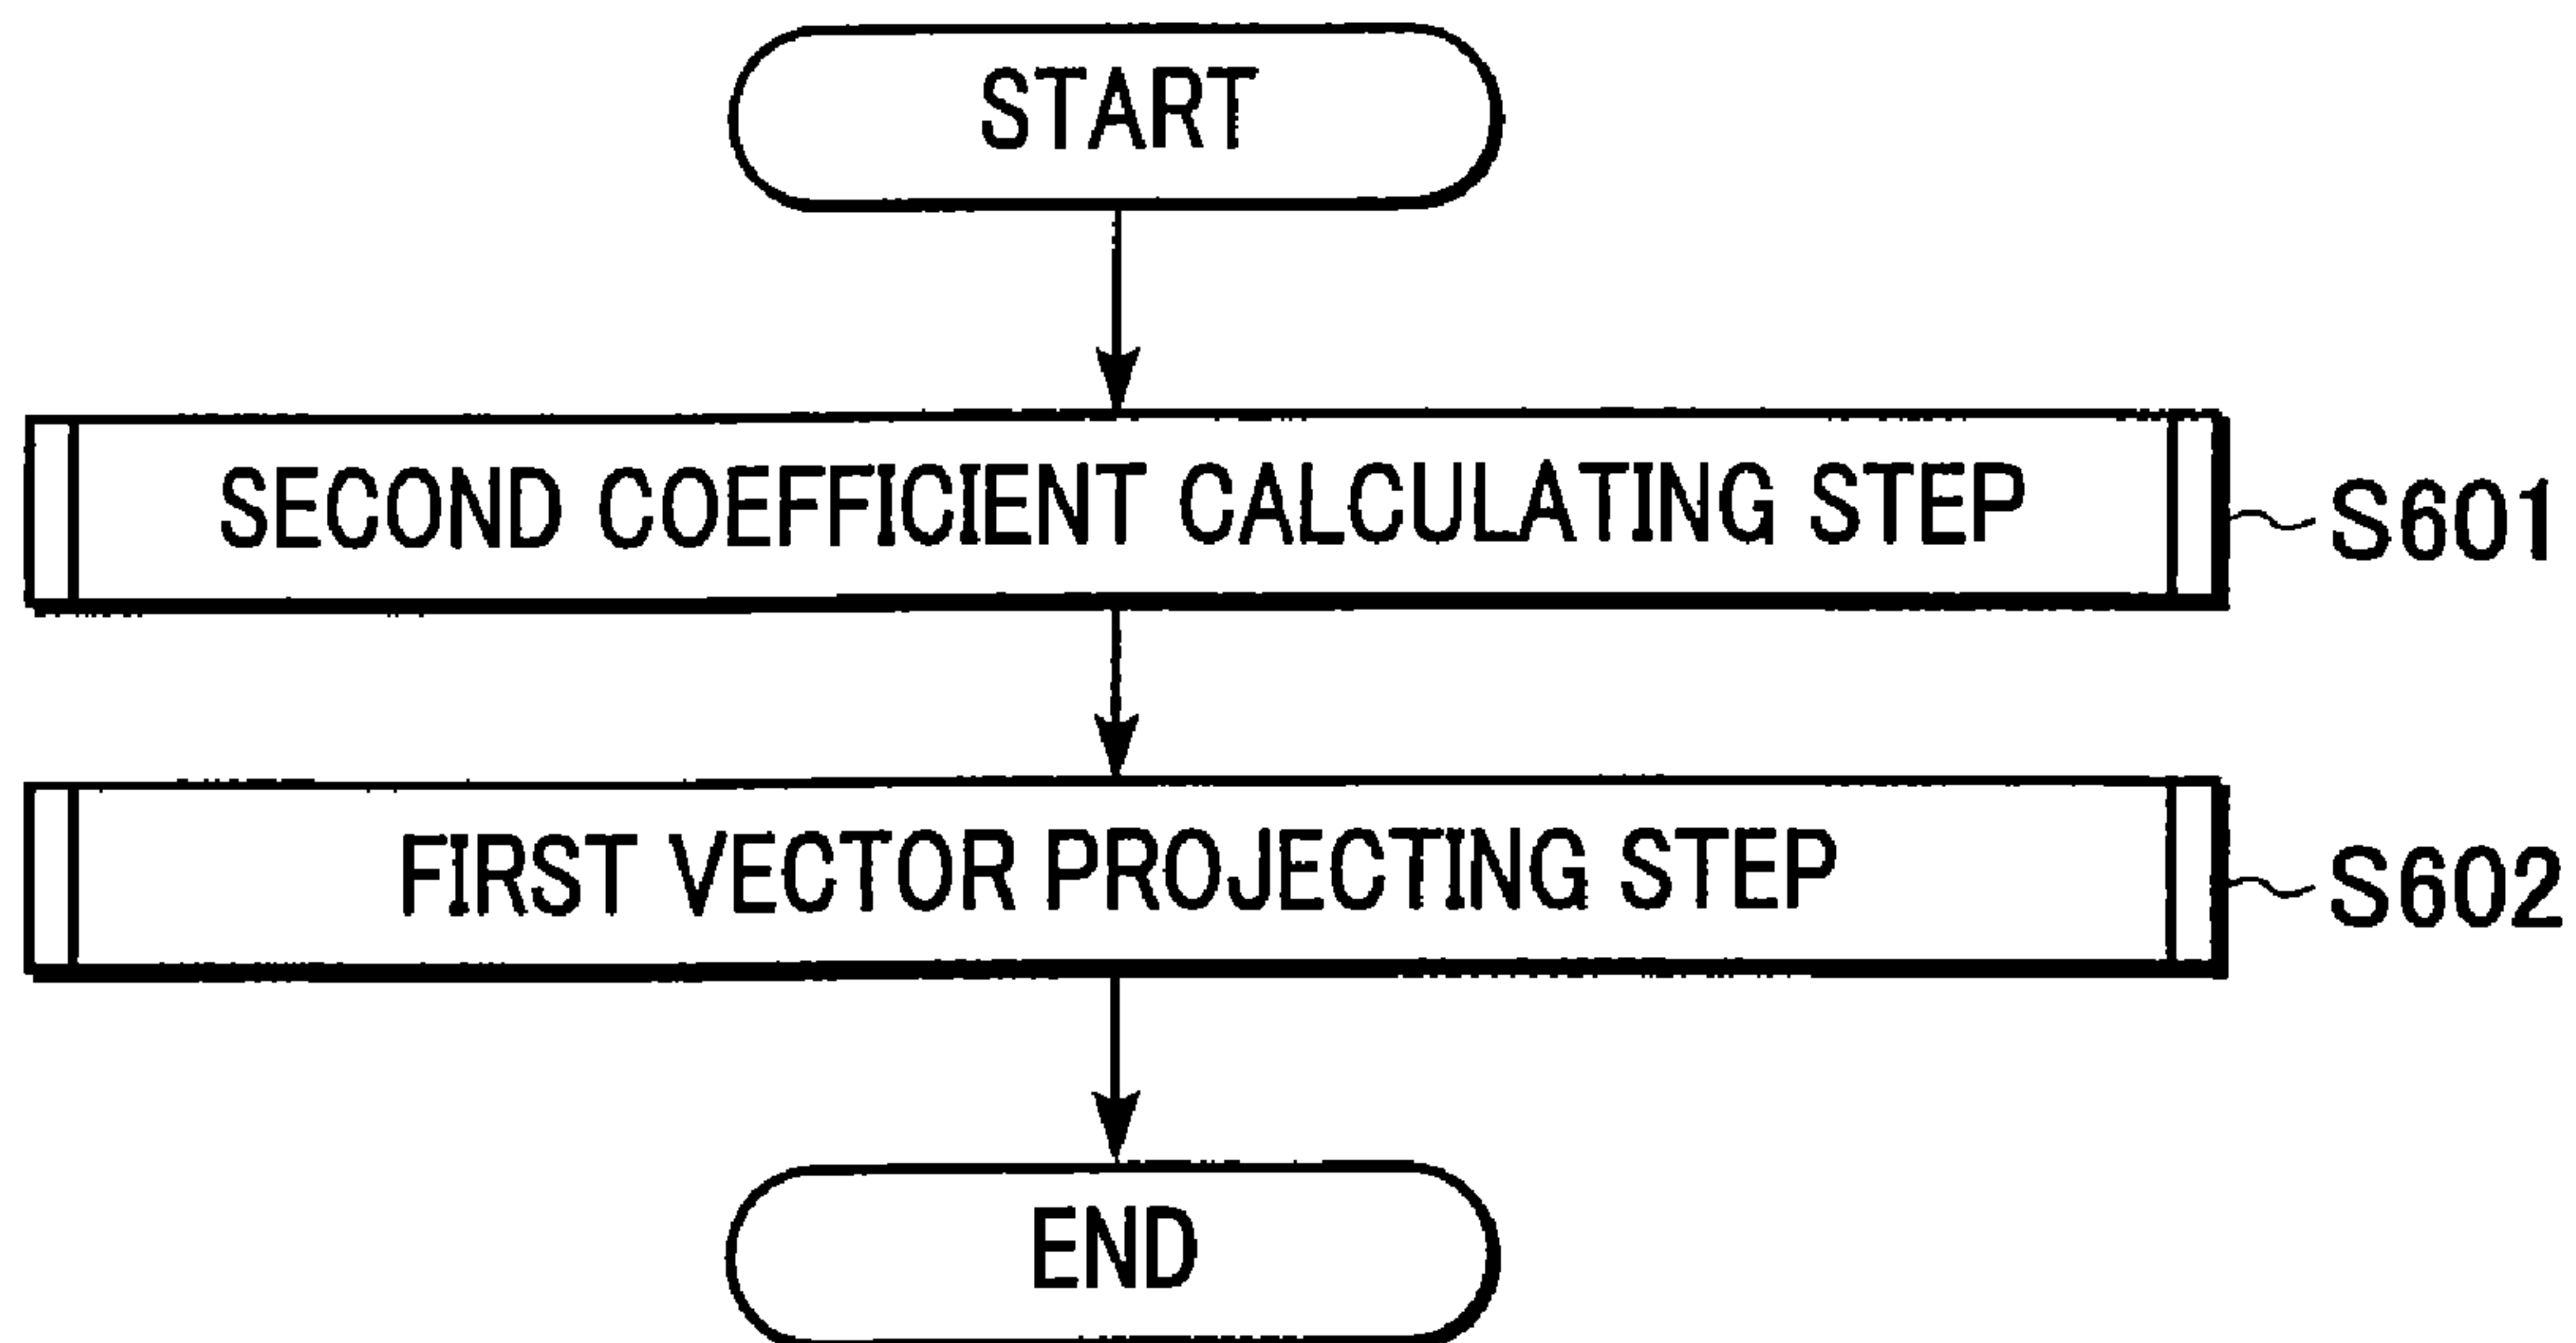 START
SECOND COEFFICIENT CALCULATING STEP
S601
FIRST VECTOR PROJECTING STEP
S602
END